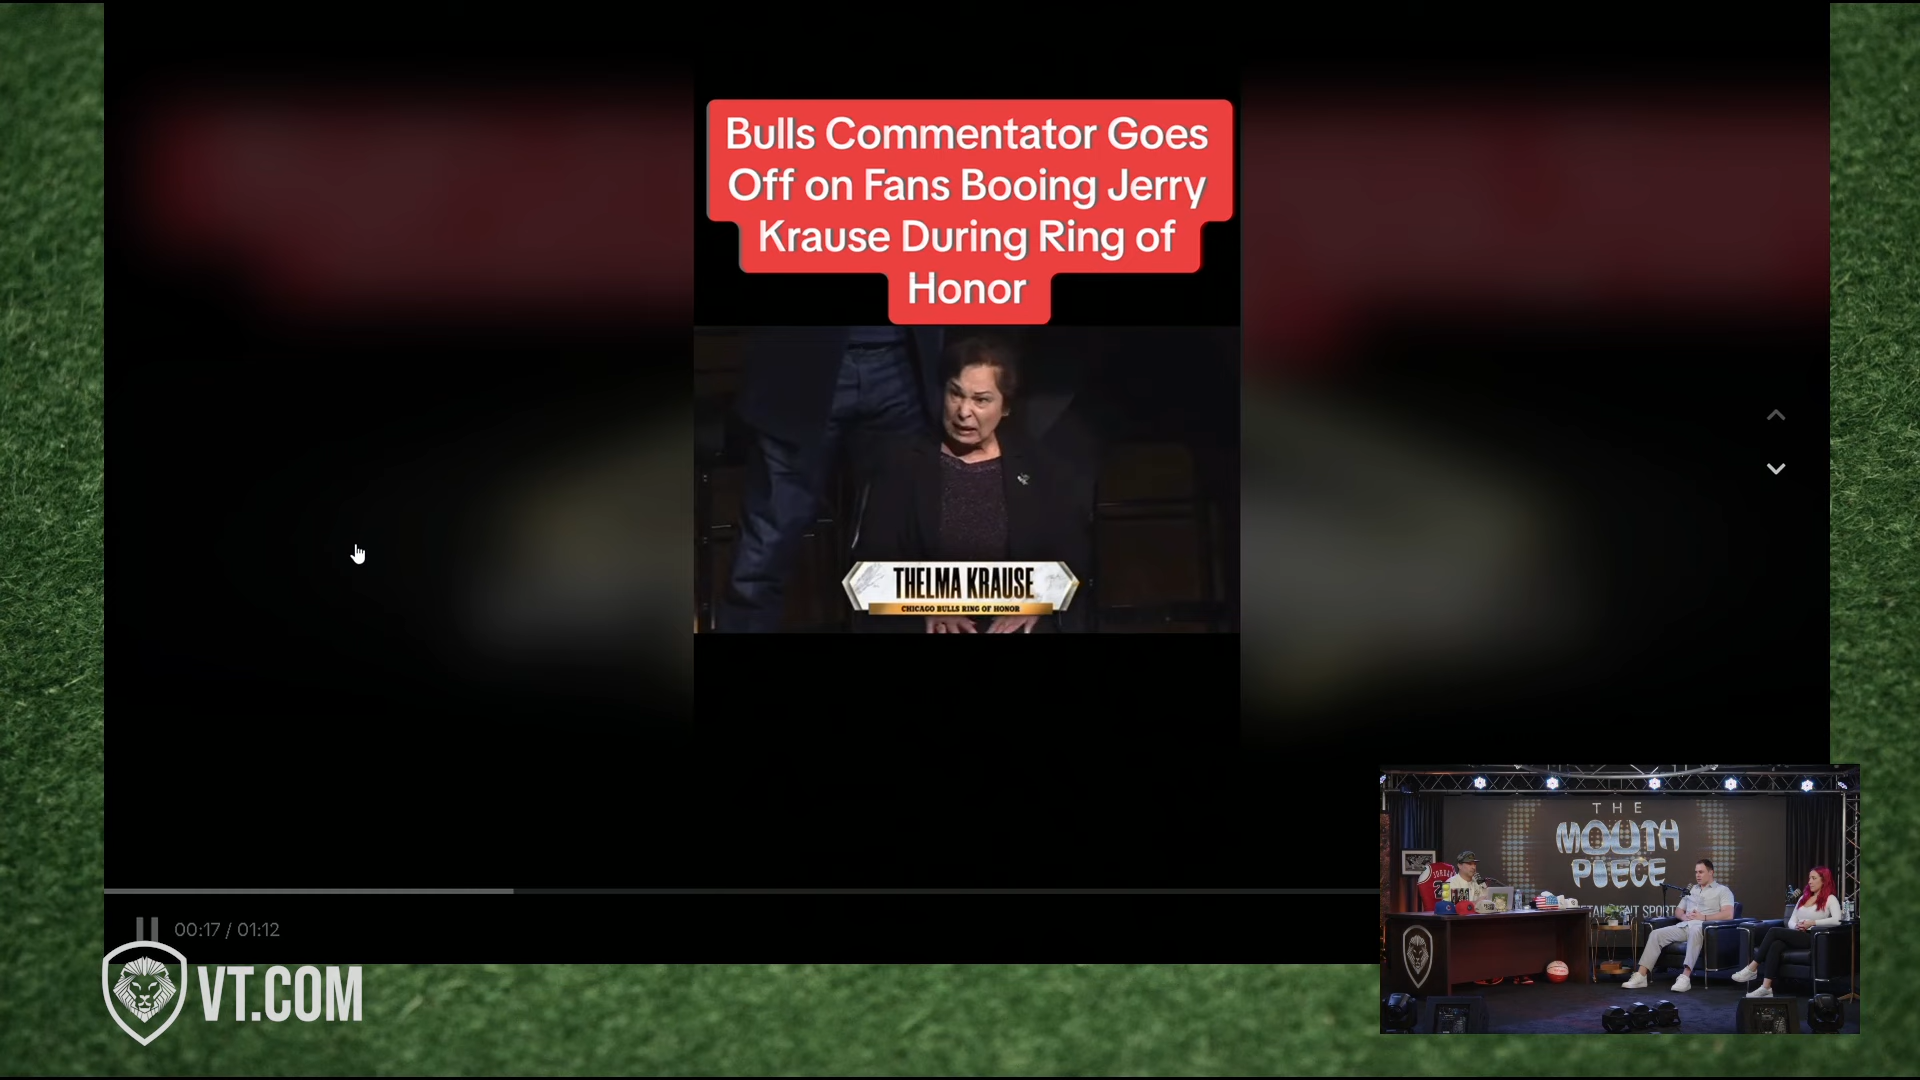 Bulls Commentator Goes
Off on Fans Booing Jerry
Krause During Ring of
Honor
THELMA KRAUSE
CHICAGO BULLS RING OF HONOR
00:17 / 01:12
VT.COM
THE
MOUTH
PIECE
JORDAN